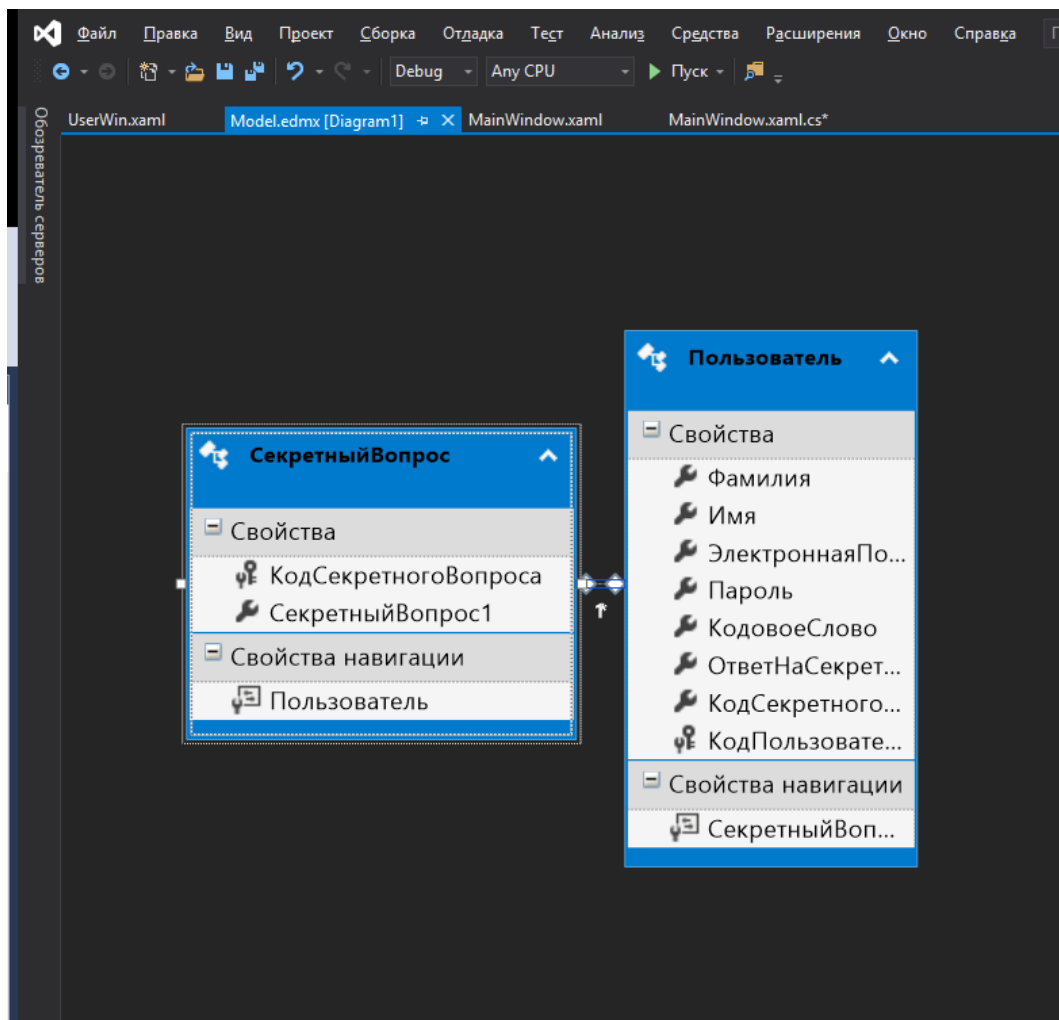 Файл Правка Вид Проект Сборка Отладка Тест Анализ Средства Расширения Окно Справка
Debug Any CPU Пуск
Обозреватель серверов
UserWin.xaml Model.edmx [Diagram1] MainWindow.xaml MainWindow.xaml.cs*
СекретныйВопрос
Свойства
КодСекретногоВопроса
СекретныйВопрос1
Свойства навигации
Пользователь
Пользователь
Свойства
Фамилия
Имя
ЭлектроннаяПо...
Пароль
КодовоеСлово
ОтветНаСекрет...
КодСекретного...
КодПользовате...
Свойства навигации
СекретныйВоп...